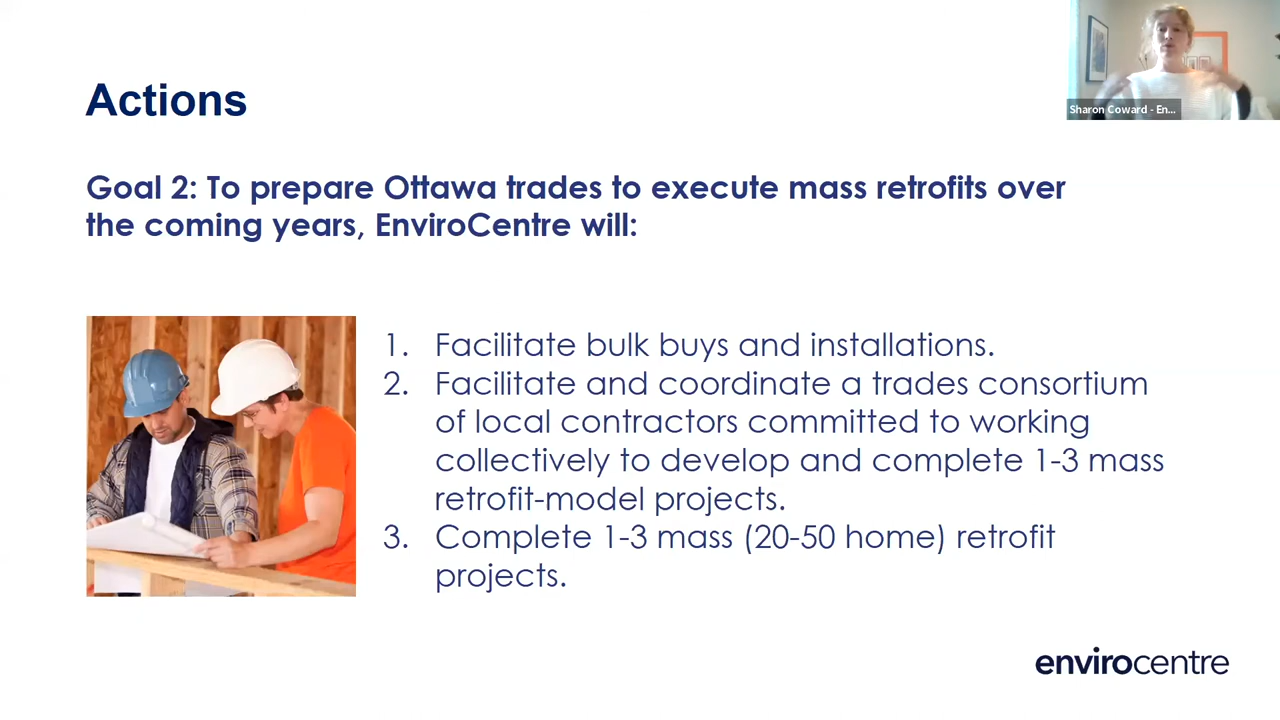 Actions
Sharon Coward - En...
Goal 2: To prepare Ottawa trades to execute mass retrofits over
the coming years, EnviroCentre will:
1. Facilitate bulk buys and installations.
2. Facilitate and coordinate a trades consortium
of local contractors committed to working
collectively to develop and complete 1-3 mass
retrofit-model projects.
3. Complete 1-3 mass (20-50 home) retrofit
projects.
envirocentre